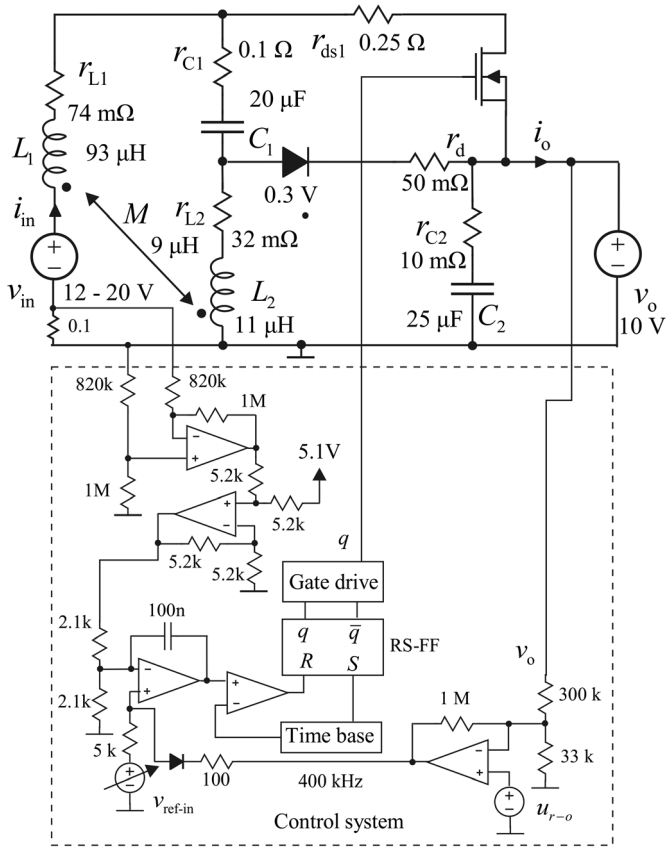 r_C1 0.1 Ω
r_ds1 0.25 Ω
r_L1
74 mΩ
20 μF
C_1
L_1 93 μH
r_d
i_o
0.3 V
50 mΩ
M
r_L2
i_in
9 μH
32 mΩ
r_C2
10 mΩ
+
−
L_2
+
−
v_in 12 - 20 V
11 μH
25 μF
C_2
v_o
10 V
0.1
820k
820k
1M
−
+
5.1V
1M
5.2k
+
5.2k
−
q
5.2k
5.2k
Gate drive
2.1k
100n
q q̅
RS-FF
R S
v_o
−
+
+
−
2.1k
1 M
300 k
Time base
−
33 k
5 k
+
+
−
100
400 kHz
+
−
v_ref-in
u_r−o
Control system